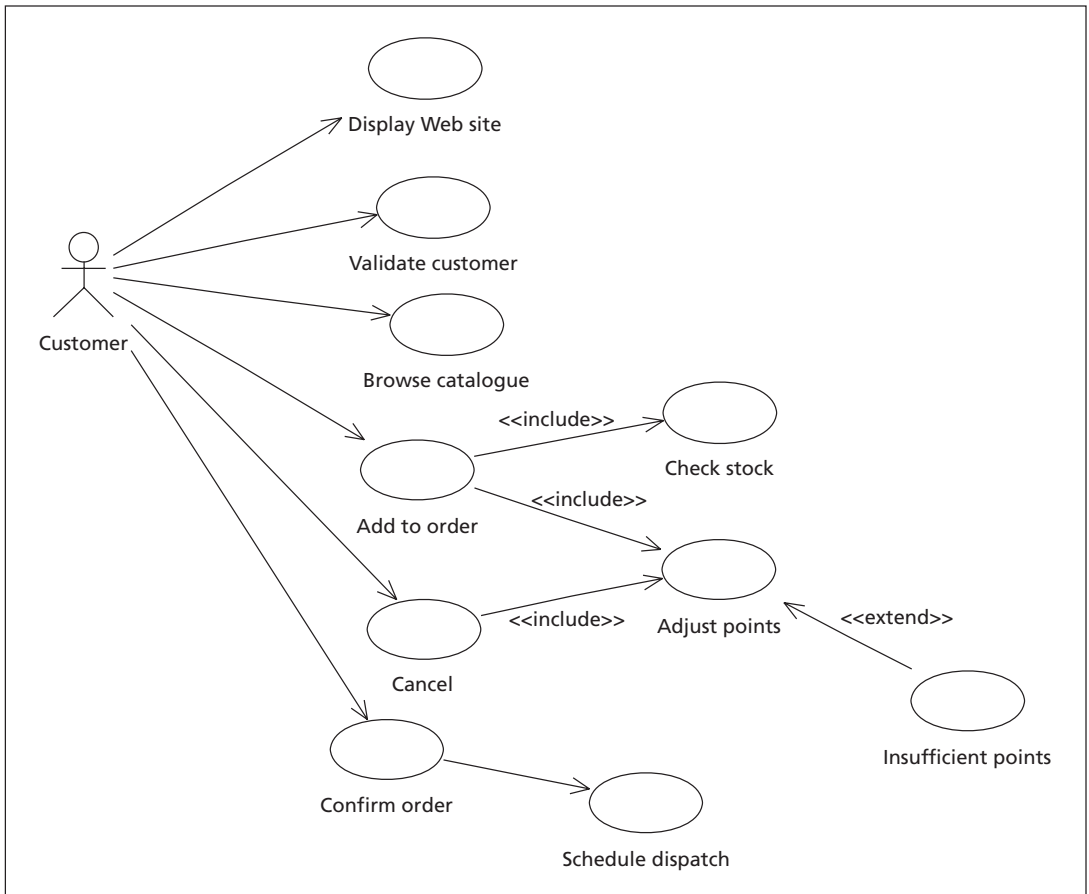 Display Web site
Validate customer
Customer
Browse catalogue
<<include>>
Check stock
<<include>>
Add to order
<<include>>
Adjust points
<<extend>>
Cancel
Insufficient points
Confirm order
Schedule dispatch